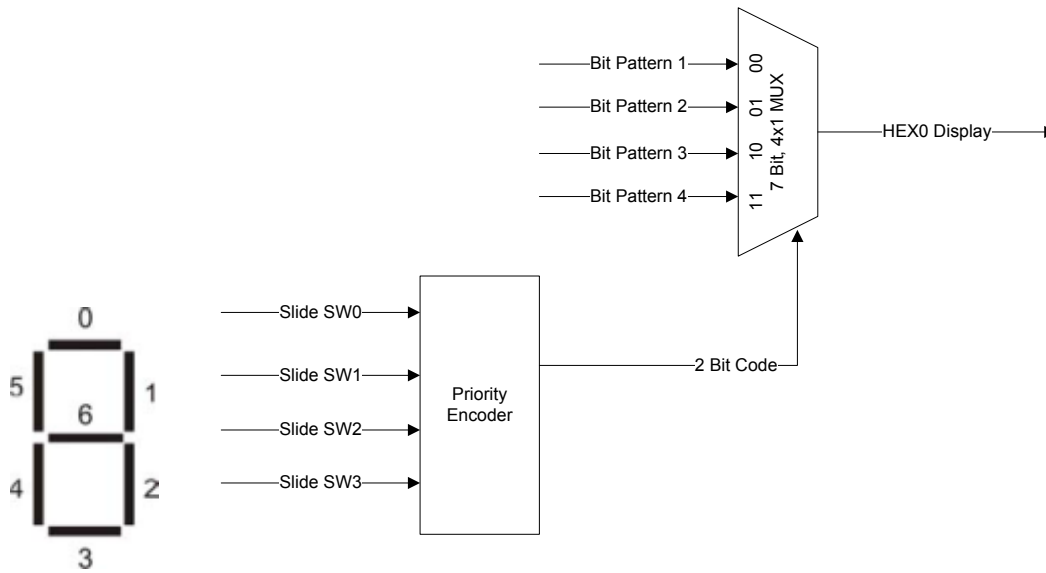 Bit Pattern 1
Bit Pattern 2
Bit Pattern 3
Bit Pattern 4
00
01
10
11
7 Bit, 4x1 MUX
HEX0 Display
Slide SW0
Slide SW1
Slide SW2
Slide SW3
Priority
Encoder
2 Bit Code
0
5
1
6
4
2
3